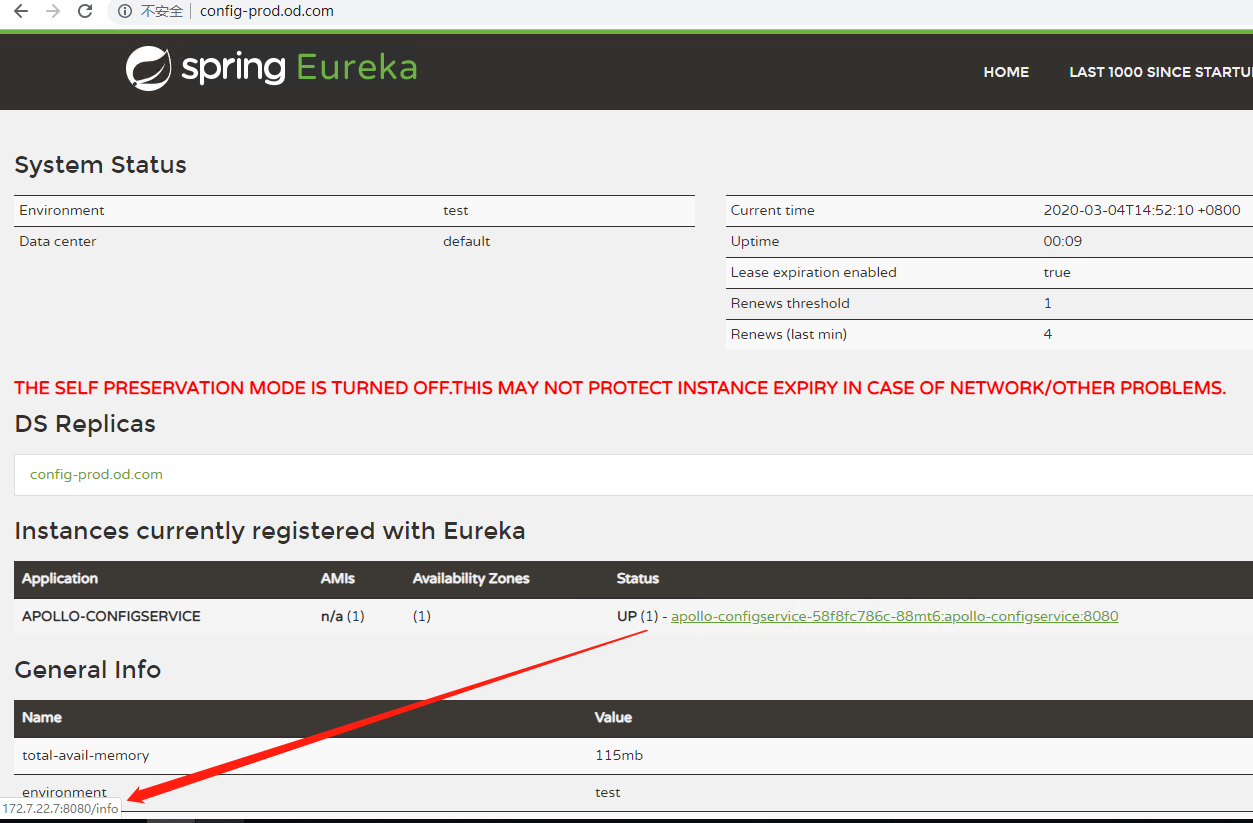 不安全 config-prod.od.com
spring Eureka
HOME LAST 1000 SINCE STARTU
System Status
Environment test
Data center default
Current time 2020-03-04T14:52:10 +0800
Uptime 00:09
Lease expiration enabled true
Renews threshold 1
Renews (last min) 4
THE SELF PRESERVATION MODE IS TURNED OFF.THIS MAY NOT PROTECT INSTANCE EXPIRY IN CASE OF NETWORK/OTHER PROBLEMS.
DS Replicas
config-prod.od.com
Instances currently registered with Eureka
Application AMIs Availability Zones Status
APOLLO-CONFIGSERVICE n/a (1) (1) UP (1) - apollo-configservice-58f8fc786c-88mt6:apollo-configservice:8080
General Info
Name Value
total-avail-memory 115mb
environment test
172.7.22.7:8080/info